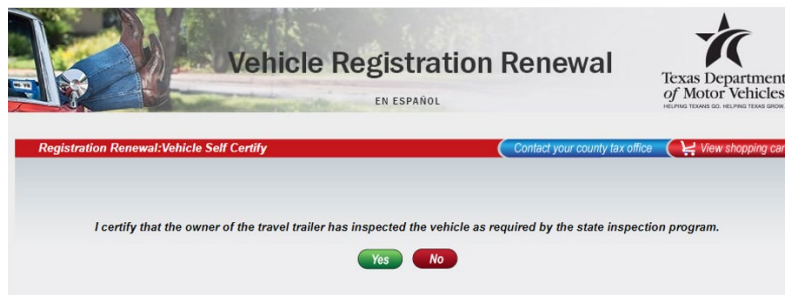 Vehicle Registration Renewal
EN ESPAÑOL
Texas Department
of Motor Vehicles
HELPING TEXANS GO. HELPING TEXAS GROW.
Registration Renewal:Vehicle Self Certify
Contact your county tax office
View shopping car
I certify that the owner of the travel trailer has inspected the vehicle as required by the state inspection program.
Yes
No